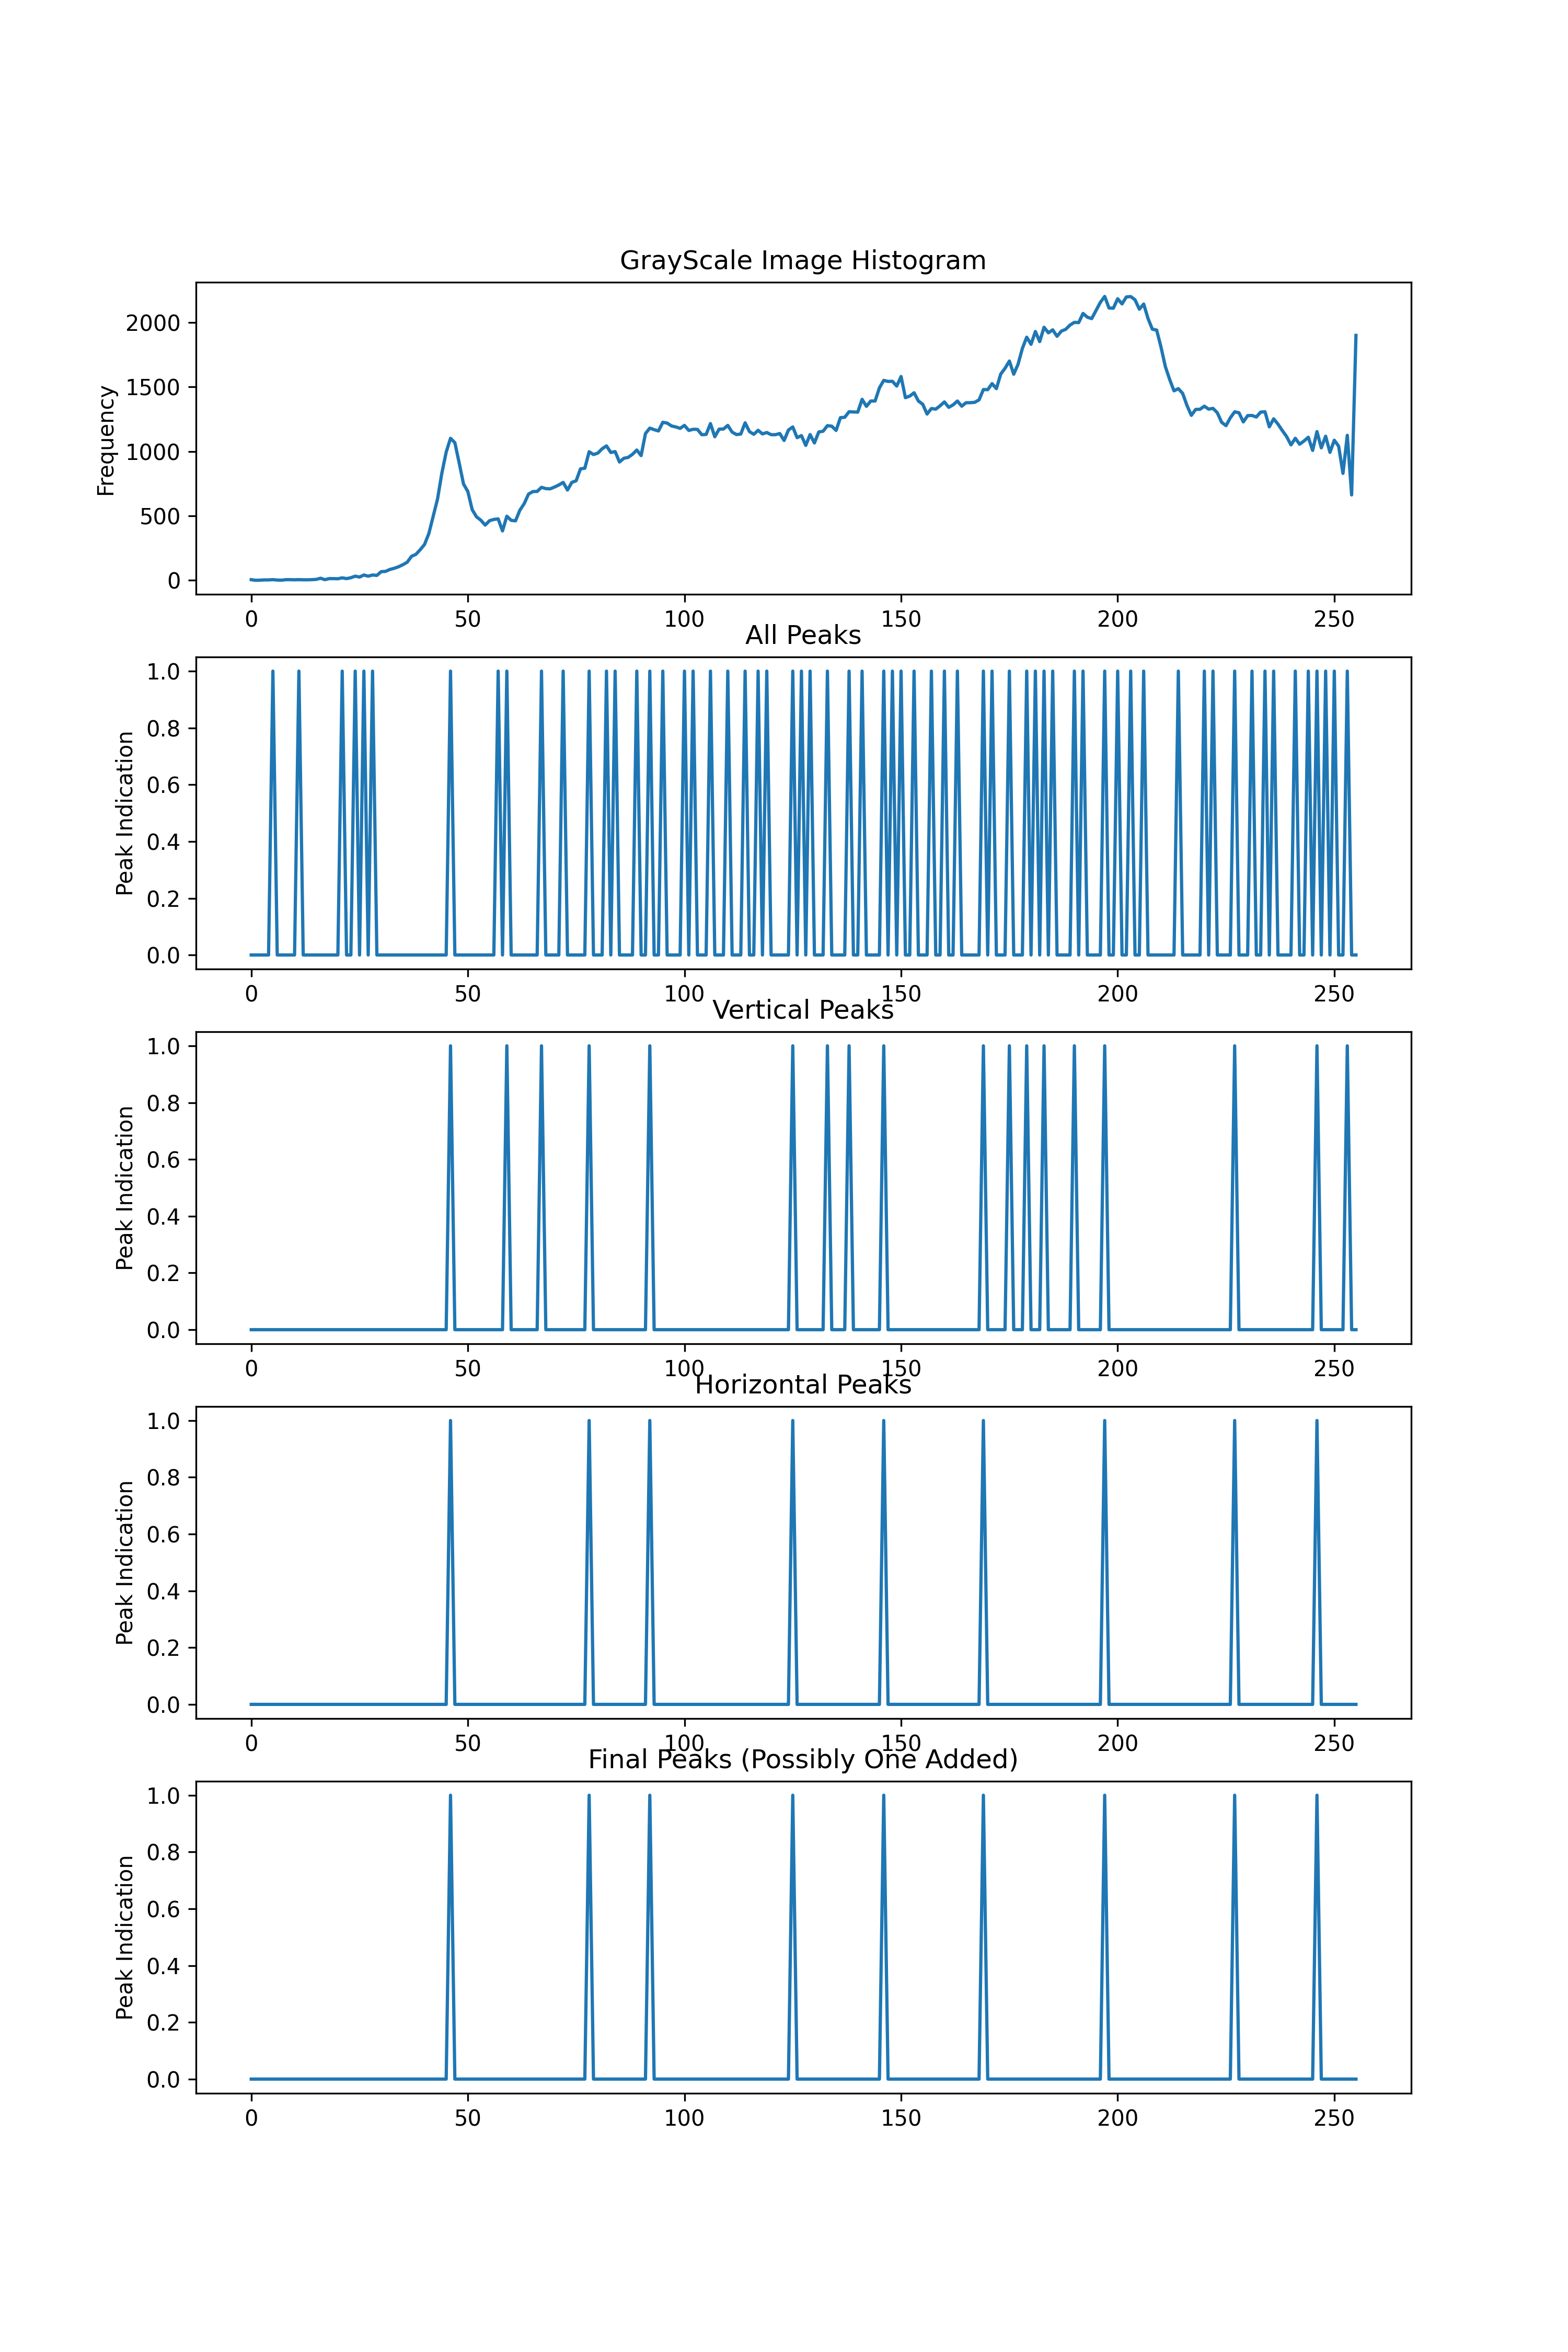 GrayScale Image Histogram
Frequency
2000
1500
1000
500
0
0 50 100 150 200 250
All Peaks
Peak Indication
1.0
0.8
0.6
0.4
0.2
0.0
0 50 100 150 200 250
Vertical Peaks
Peak Indication
1.0
0.8
0.6
0.4
0.2
0.0
0 50 100 150 200 250
Horizontal Peaks
Peak Indication
1.0
0.8
0.6
0.4
0.2
0.0
0 50 100 150 200 250
Final Peaks (Possibly One Added)
Peak Indication
1.0
0.8
0.6
0.4
0.2
0.0
0 50 100 150 200 250